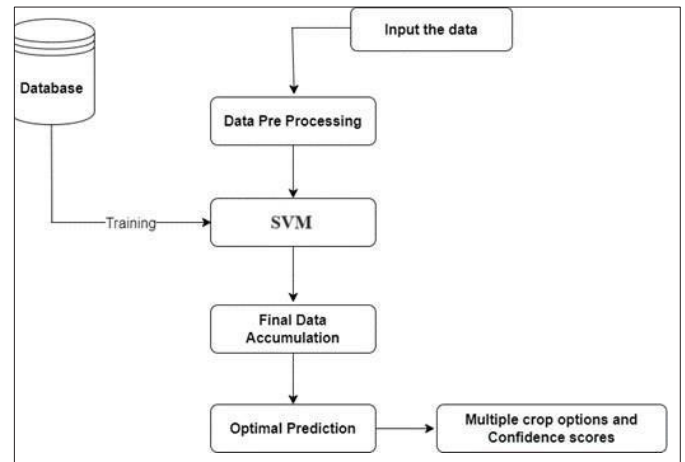 Input the data
Database
Data Pre Processing
Training
SVM
Final Data
Accumulation
Optimal Prediction
Multiple crop options and
Confidence scores